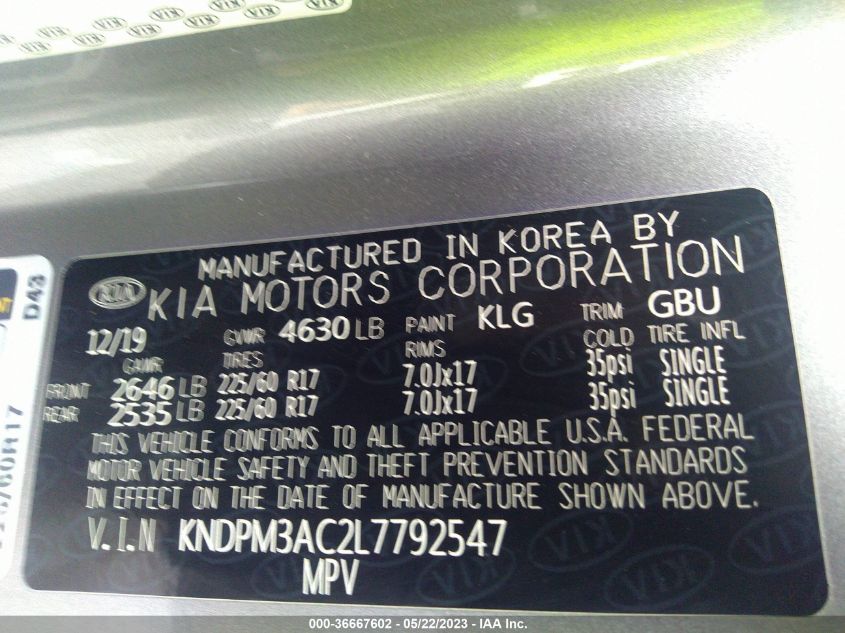 MANUFACTURED IN KOREA BY
KIA KIA MOTORS CORPORATION
12/19 GVWR 4630 LB PAINT KLG TRIM GBU
GAWR TIRES RIMS COLD TIRE INFL
FRONT 2646 LB 225/60 R17 7.0Jx17 35psi SINGLE
REAR 2535 LB 225/60 R17 7.0Jx17 35psi SINGLE
THIS VEHICLE CONFORMS TO ALL APPLICABLE U.S.A. FEDERAL
MOTOR VEHICLE SAFETY AND THEFT PREVENTION STANDARDS
IN EFFECT ON THE DATE OF MANUFACTURE SHOWN ABOVE.
V.I.N KNDPM3AC2L7792547
MPV
D43
000-36667602 - 05/22/2023 - IAA Inc.